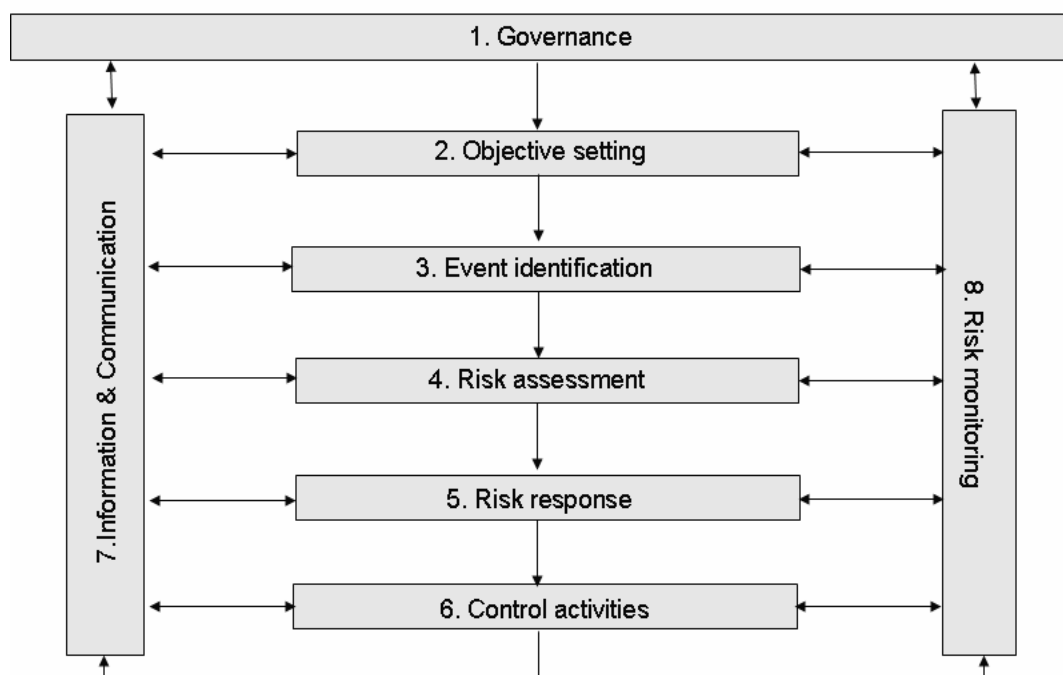 1. Governance
2. Objective setting
3. Event identification
4. Risk assessment
5. Risk response
6. Control activities
7.Information & Communication
8. Risk monitoring